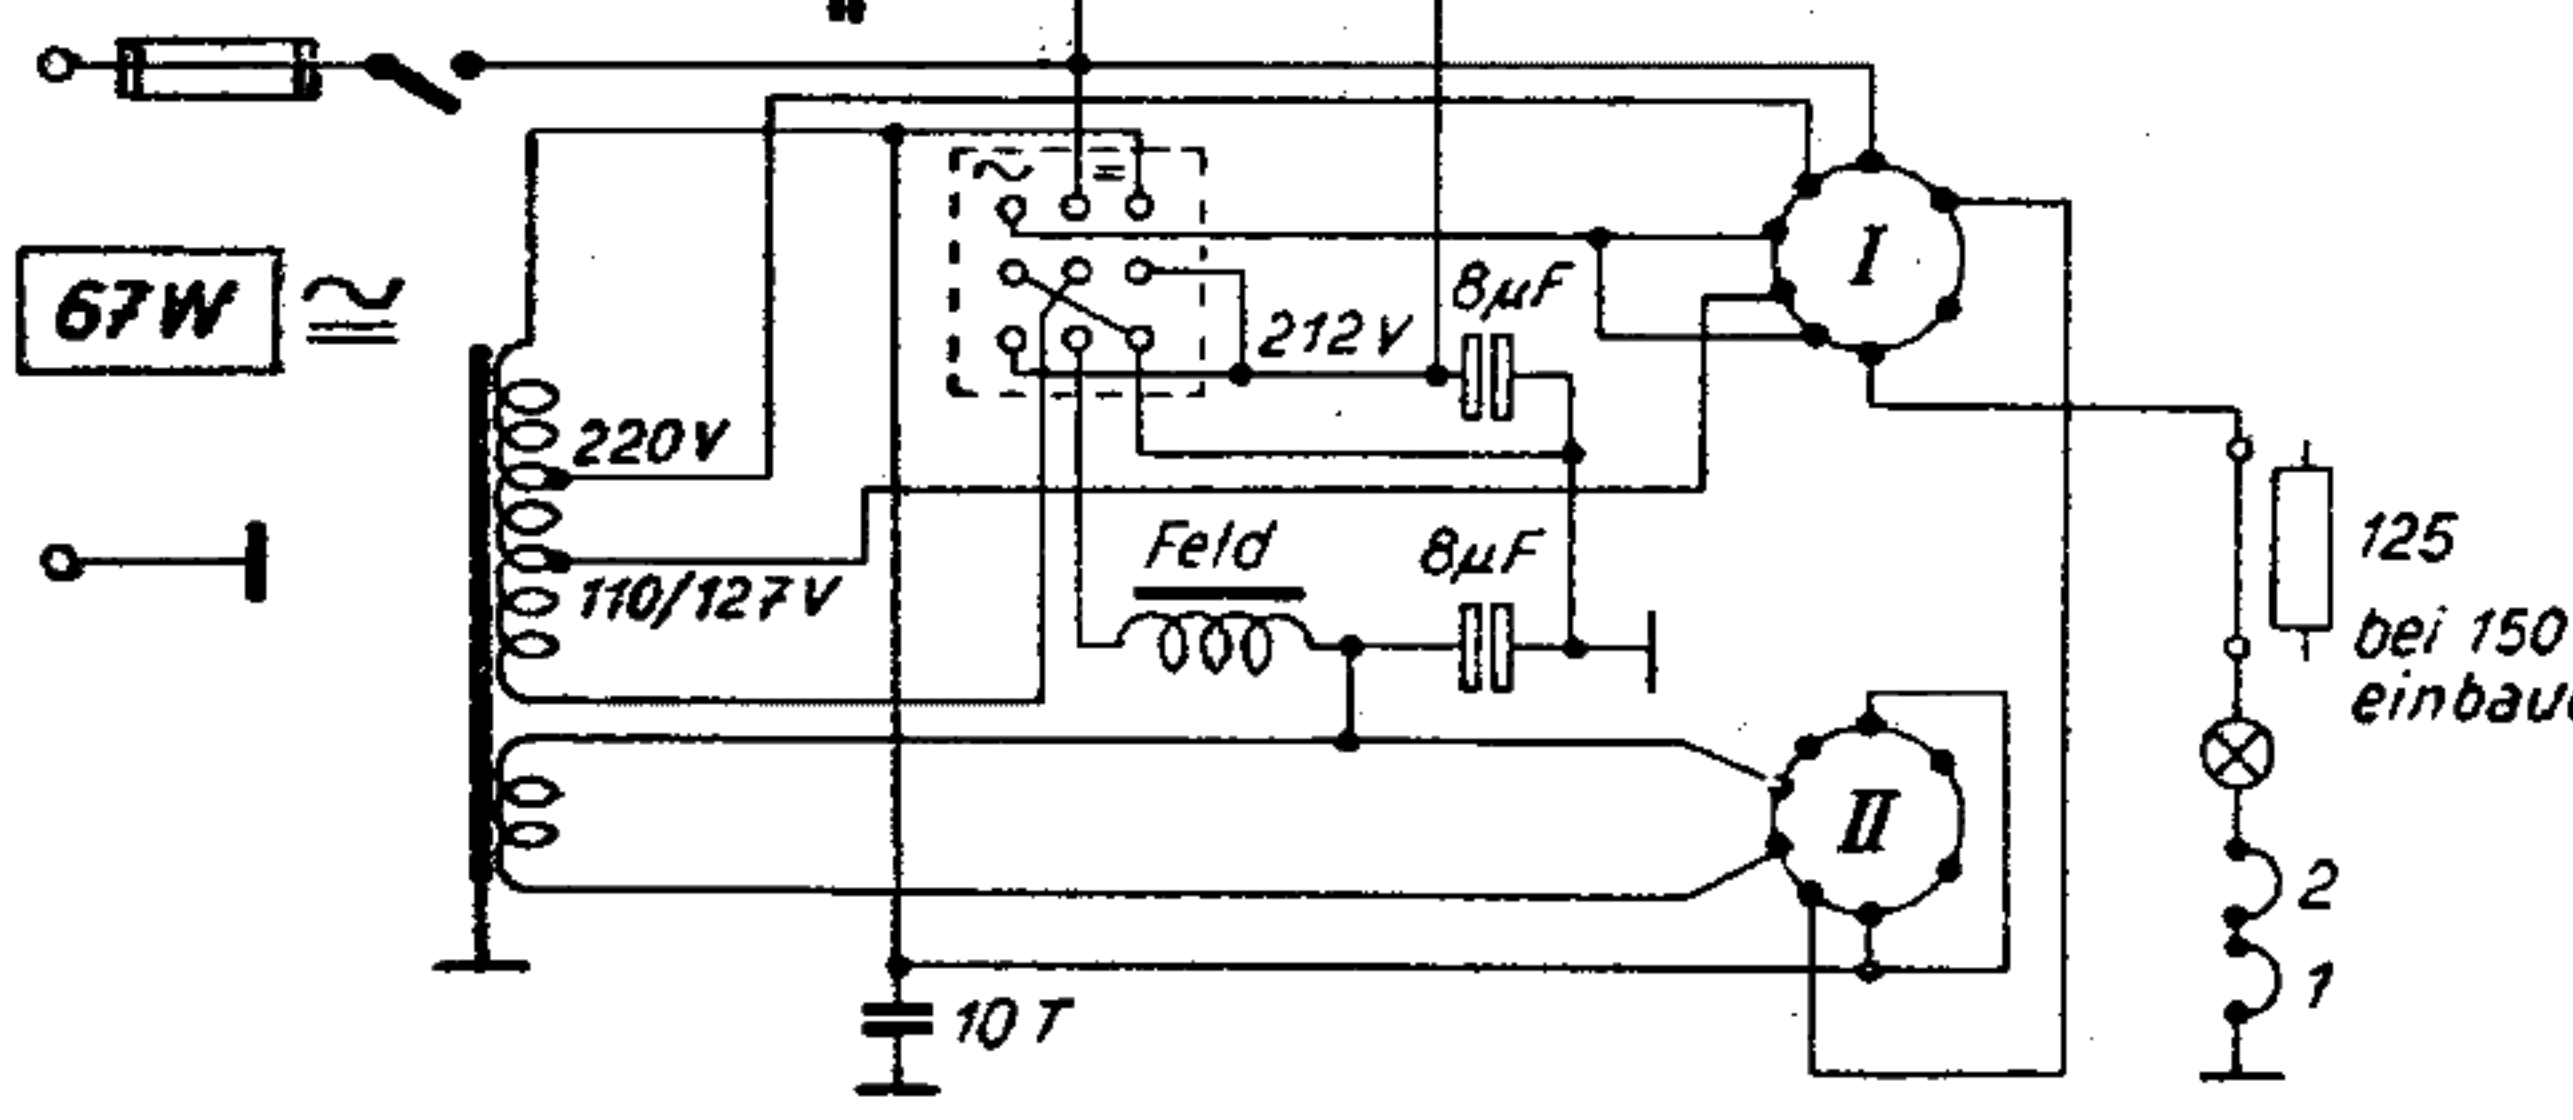 ~ =
I
67W ≂
8µF
212V
220V
125
Feld
8µF
110/127V
bei 150
II
2
10T
1